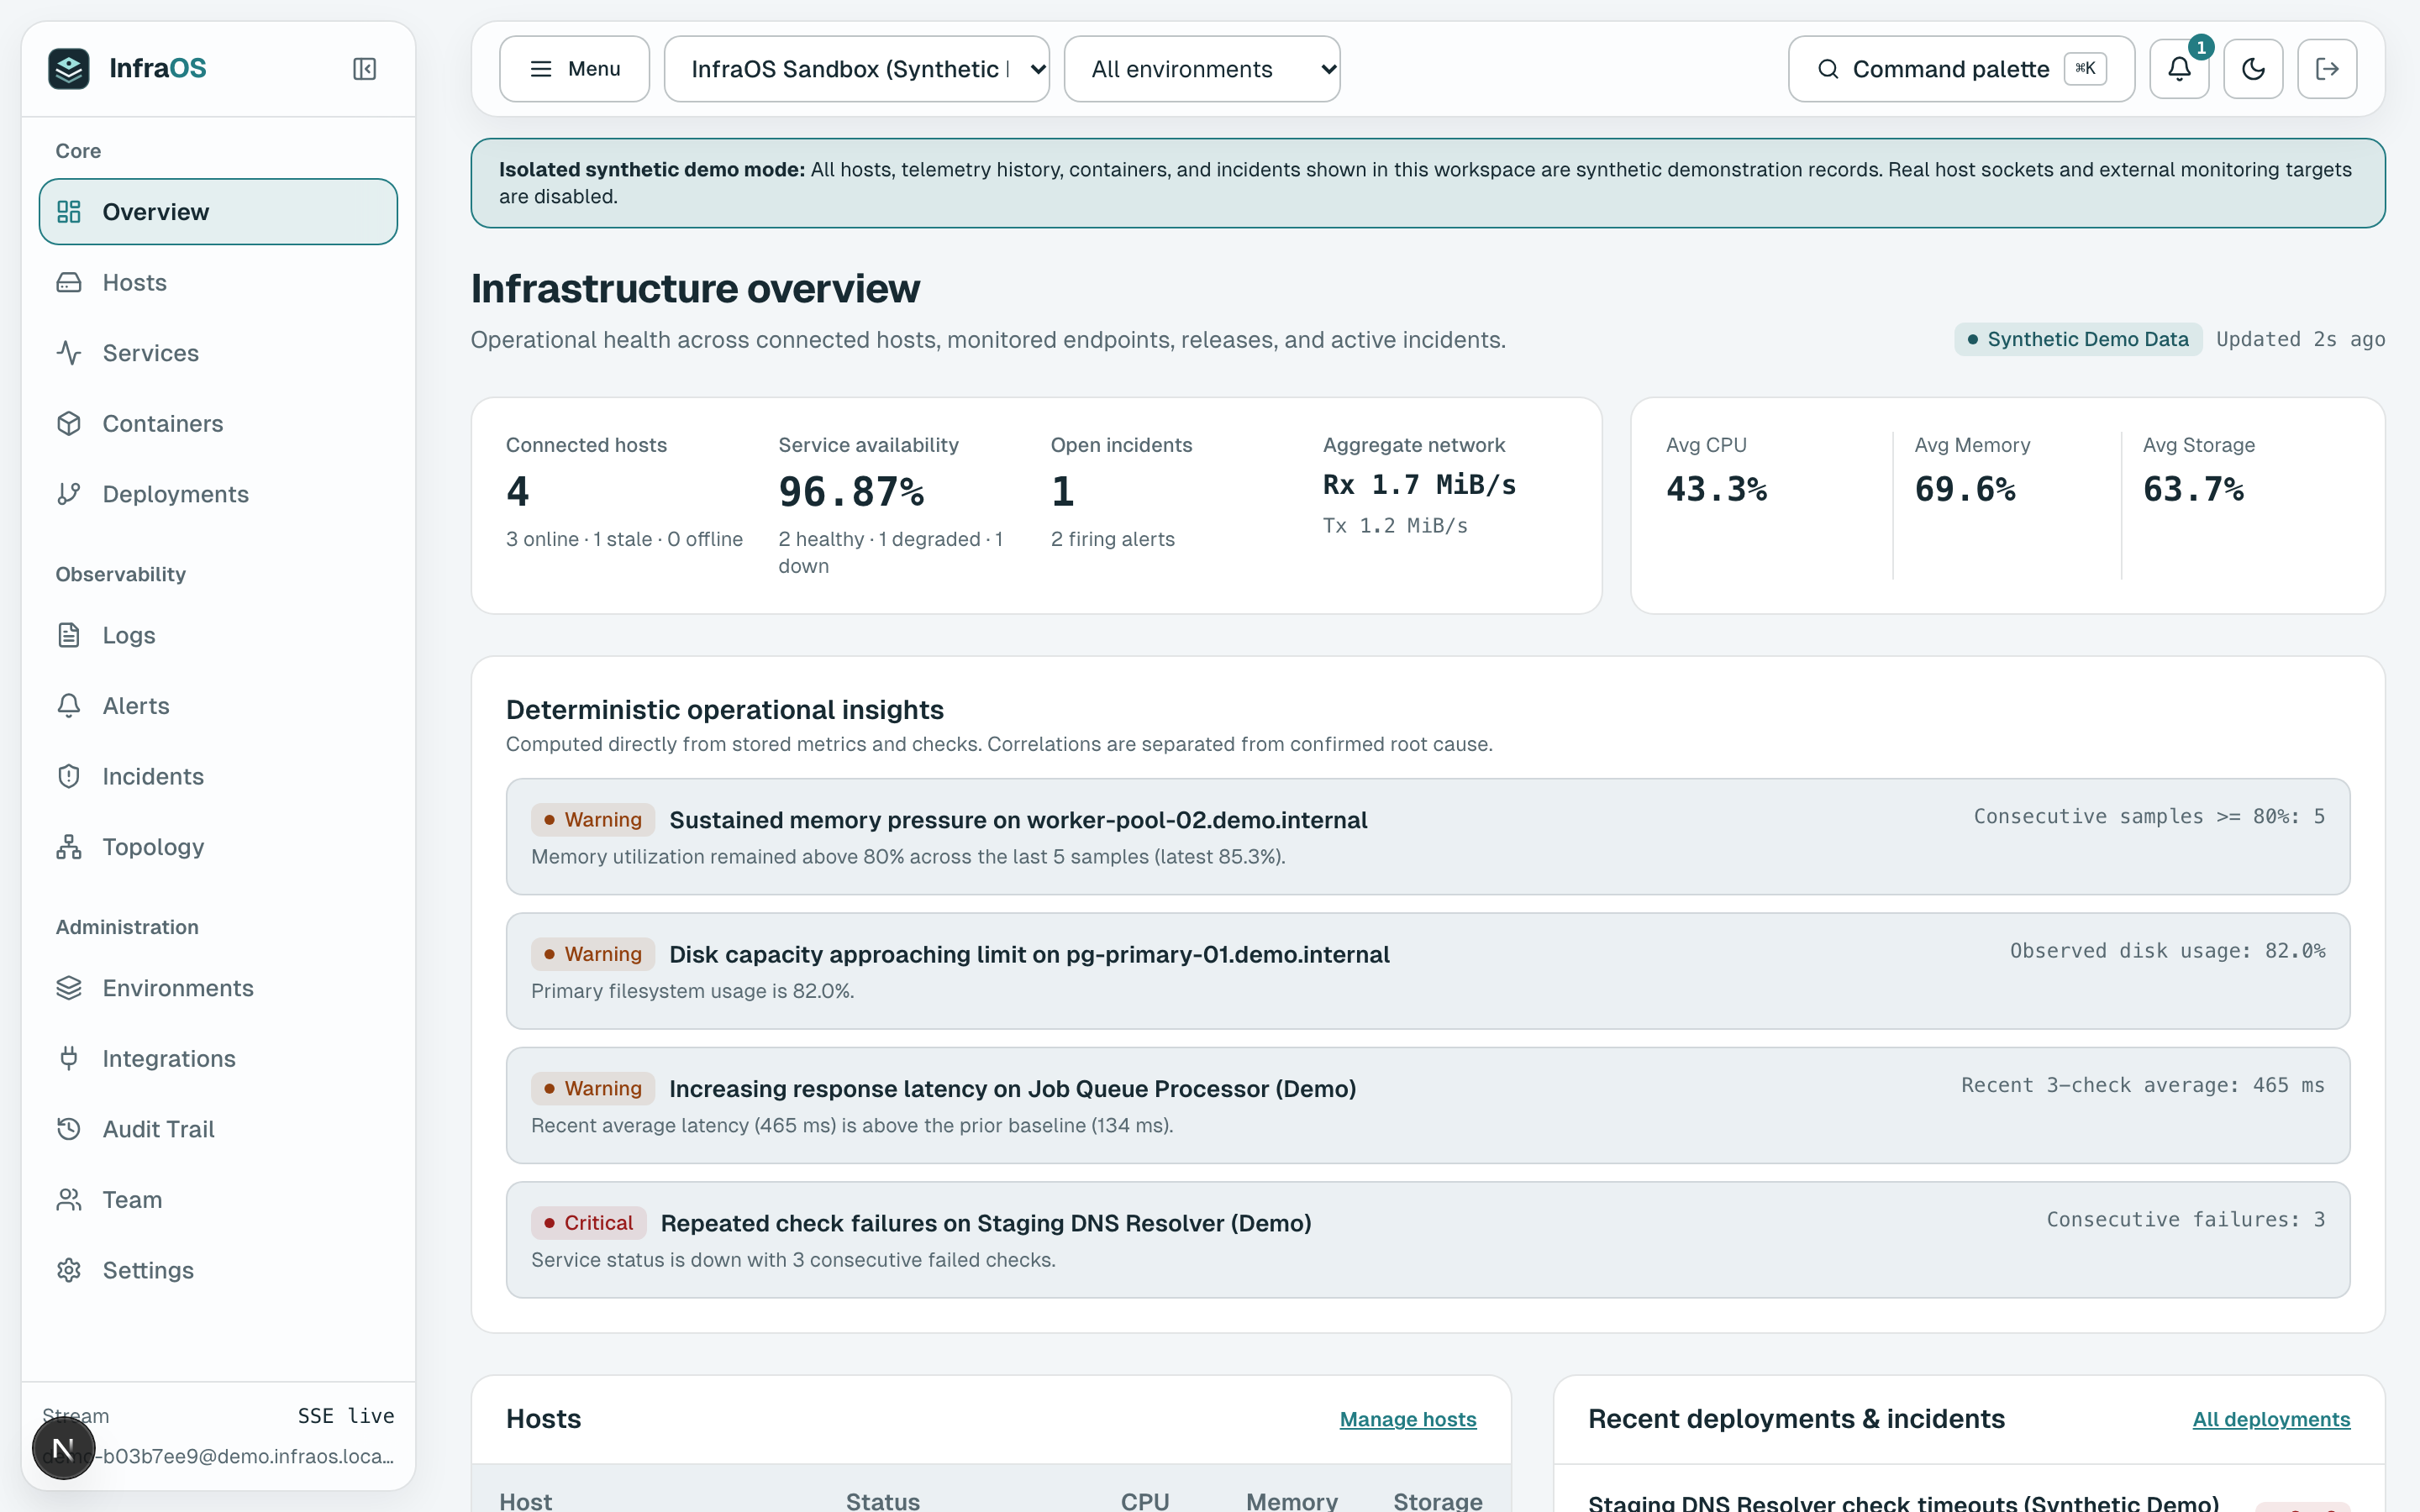 InfraOS
Core
Overview
Hosts
Services
Containers
Deployments
Observability
Logs
Alerts
Incidents
Topology
Administration
Environments
Integrations
Audit Trail
Team
Settings
Stream SSE live
-b03b7ee9@demo.infraos.loca...
N
Menu
InfraOS Sandbox (Synthetic
All environments
Command palette ⌘K
1
Isolated synthetic demo mode: All hosts, telemetry history, containers, and incidents shown in this workspace are synthetic demonstration records. Real host sockets and external monitoring targets
are disabled.
Infrastructure overview
Operational health across connected hosts, monitored endpoints, releases, and active incidents.
Synthetic Demo Data Updated 2s ago
Connected hosts
4
3 online · 1 stale · 0 offline
Service availability
96.87%
2 healthy · 1 degraded · 1
down
Open incidents
1
2 firing alerts
Aggregate network
Rx 1.7 MiB/s
Tx 1.2 MiB/s
Avg CPU
43.3%
Avg Memory
69.6%
Avg Storage
63.7%
Deterministic operational insights
Computed directly from stored metrics and checks. Correlations are separated from confirmed root cause.
Warning Sustained memory pressure on worker-pool-02.demo.internal
Consecutive samples >= 80%: 5
Memory utilization remained above 80% across the last 5 samples (latest 85.3%).
Warning Disk capacity approaching limit on pg-primary-01.demo.internal
Observed disk usage: 82.0%
Primary filesystem usage is 82.0%.
Warning Increasing response latency on Job Queue Processor (Demo)
Recent 3-check average: 465 ms
Recent average latency (465 ms) is above the prior baseline (134 ms).
Critical Repeated check failures on Staging DNS Resolver (Demo)
Consecutive failures: 3
Service status is down with 3 consecutive failed checks.
Hosts
Manage hosts
Host Status CPU Memory Storage
Recent deployments & incidents
All deployments
Staging DNS Resolver check timeouts (Synthetic Demo)